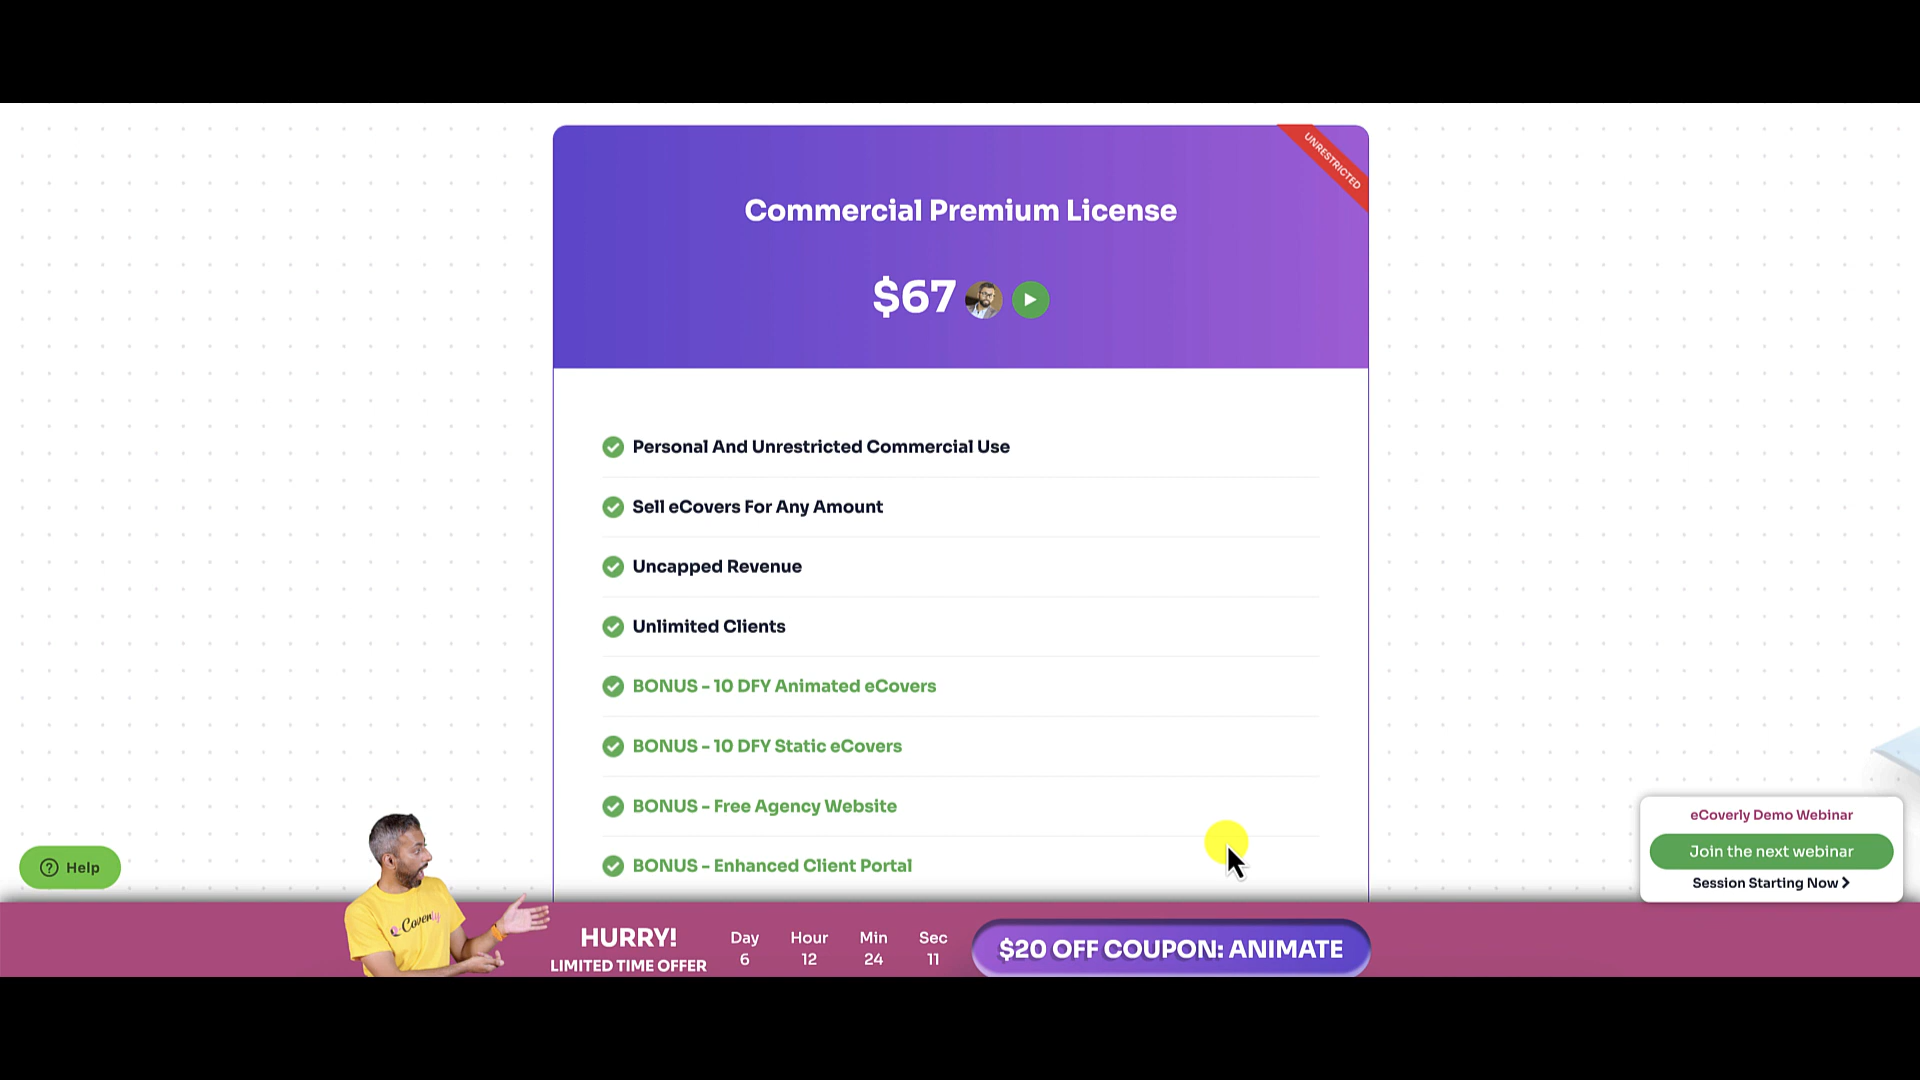 UNRESTRICTED
Commercial Premium License
$67
Personal And Unrestricted Commercial Use
Sell eCovers For Any Amount
Uncapped Revenue
Unlimited Clients
BONUS - 10 DFY Animated eCovers
BONUS - 10 DFY Static eCovers
BONUS - Free Agency Website
BONUS - Enhanced Client Portal
eCoverly Demo Webinar
Join the next webinar
Session Starting Now
Help
eCoverly
HURRY!
LIMITED TIME OFFER
Day Hour Min Sec
6 12 24 11
$20 OFF COUPON: ANIMATE